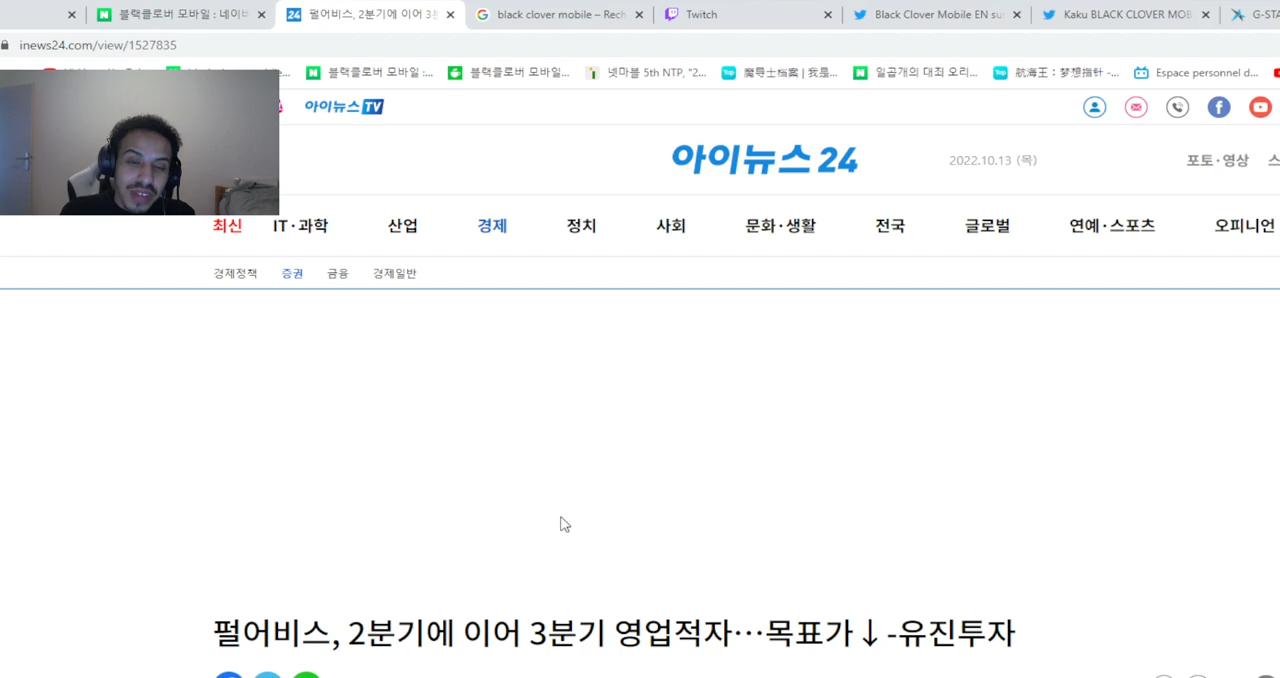 블랙클로버 모바일 : 네이버
펄어비스, 2분기에 이어 3분
black clover mobile – Rech
Twitch
Black Clover Mobile EN su
Kaku BLACK CLOVER MOB
G-STA
inews24.com/view/1527835
블랙클로버 모바일 :...
블랙클로버 모바일...
넷마블 5th NTP, "2...
魔导士档案 | 我是...
일곱개의 대죄 오리...
航海王：梦想指针 -...
Espace personnel d...
아이뉴스TV
아이뉴스 24
2022.10.13 (목)
포토·영상
최신 IT·과학 산업 경제 정치 사회 문화·생활 전국 글로벌 연예·스포츠 오피니언
경제정책 증권 금융 경제일반
펄어비스, 2분기에 이어 3분기 영업적자…목표가↓-유진투자